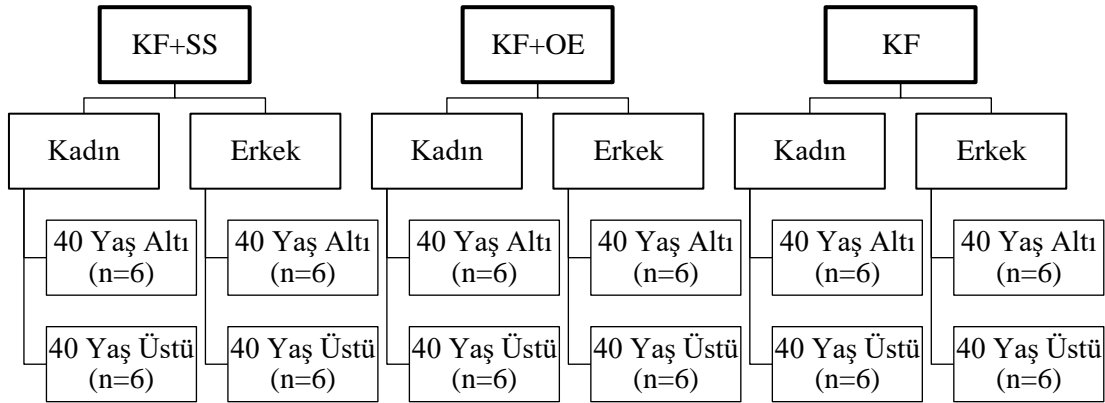 KF+SS
KF+OE
KF
Kadın
Erkek
Kadın
Erkek
Kadın
Erkek
40 Yaş Altı
(n=6)
40 Yaş Altı
(n=6)
40 Yaş Altı
(n=6)
40 Yaş Altı
(n=6)
40 Yaş Altı
(n=6)
40 Yaş Altı
(n=6)
40 Yaş Üstü
(n=6)
40 Yaş Üstü
(n=6)
40 Yaş Üstü
(n=6)
40 Yaş Üstü
(n=6)
40 Yaş Üstü
(n=6)
40 Yaş Üstü
(n=6)